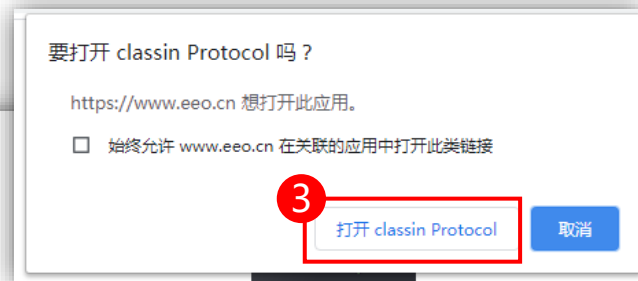 要打开 classin Protocol 吗？
https://www.eeo.cn 想打开此应用。
始终允许 www.eeo.cn 在关联的应用中打开此类链接
3
打开 classin Protocol
取消